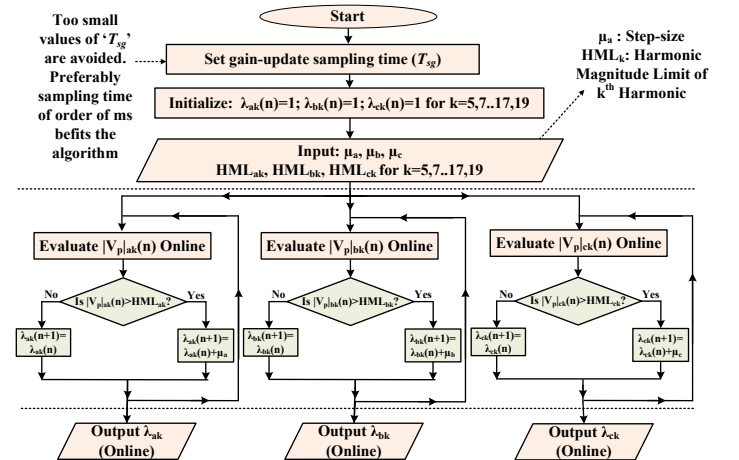 Start
Too small
values of ‘Tsg’
are avoided.
Preferably
sampling time
of order of ms
befits the
algorithm
Set gain-update sampling time (Tsg)
μa : Step-size
HMLk: Harmonic
Magnitude Limit of
kth Harmonic
Initialize: λak(n)=1; λbk(n)=1; λck(n)=1 for k=5,7..17,19
Input: μa, μb, μc
HMLak, HMLbk, HMLck for k=5,7..17,19
Evaluate |Vp|ak(n) Online
Is |Vp|ak(n)>HMLak?
No
Yes
λak(n+1)=
λak(n)
λak(n+1)=
λak(n)+μa
Output λak
(Online)
Evaluate |Vp|bk(n) Online
Is |Vp|bk(n)>HMLbk?
No
Yes
λbk(n+1)=
λbk(n)
λbk(n+1)=
λbk(n)+μb
Output λbk
(Online)
Evaluate |Vp|ck(n) Online
Is |Vp|ck(n)>HMLck?
No
Yes
λck(n+1)=
λck(n)
λck(n+1)=
λck(n)+μc
Output λck
(Online)